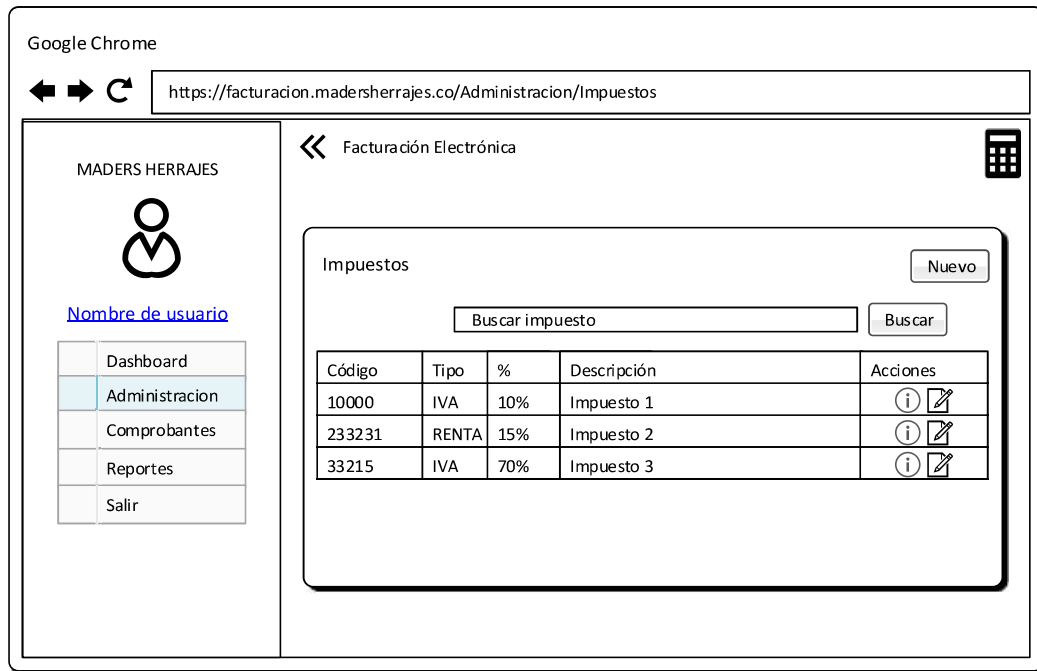 Google Chrome
https://facturacion.madersherrajes.co/Administracion/Impuestos
MADERS HERRAJES
Nombre de usuario
Dashboard
Administracion
Comprobantes
Reportes
Salir
Facturación Electrónica
Impuestos
Nuevo
Buscar impuesto
Buscar
Código Tipo % Descripción Acciones
10000 IVA 10% Impuesto 1
233231 RENTA 15% Impuesto 2
33215 IVA 70% Impuesto 3